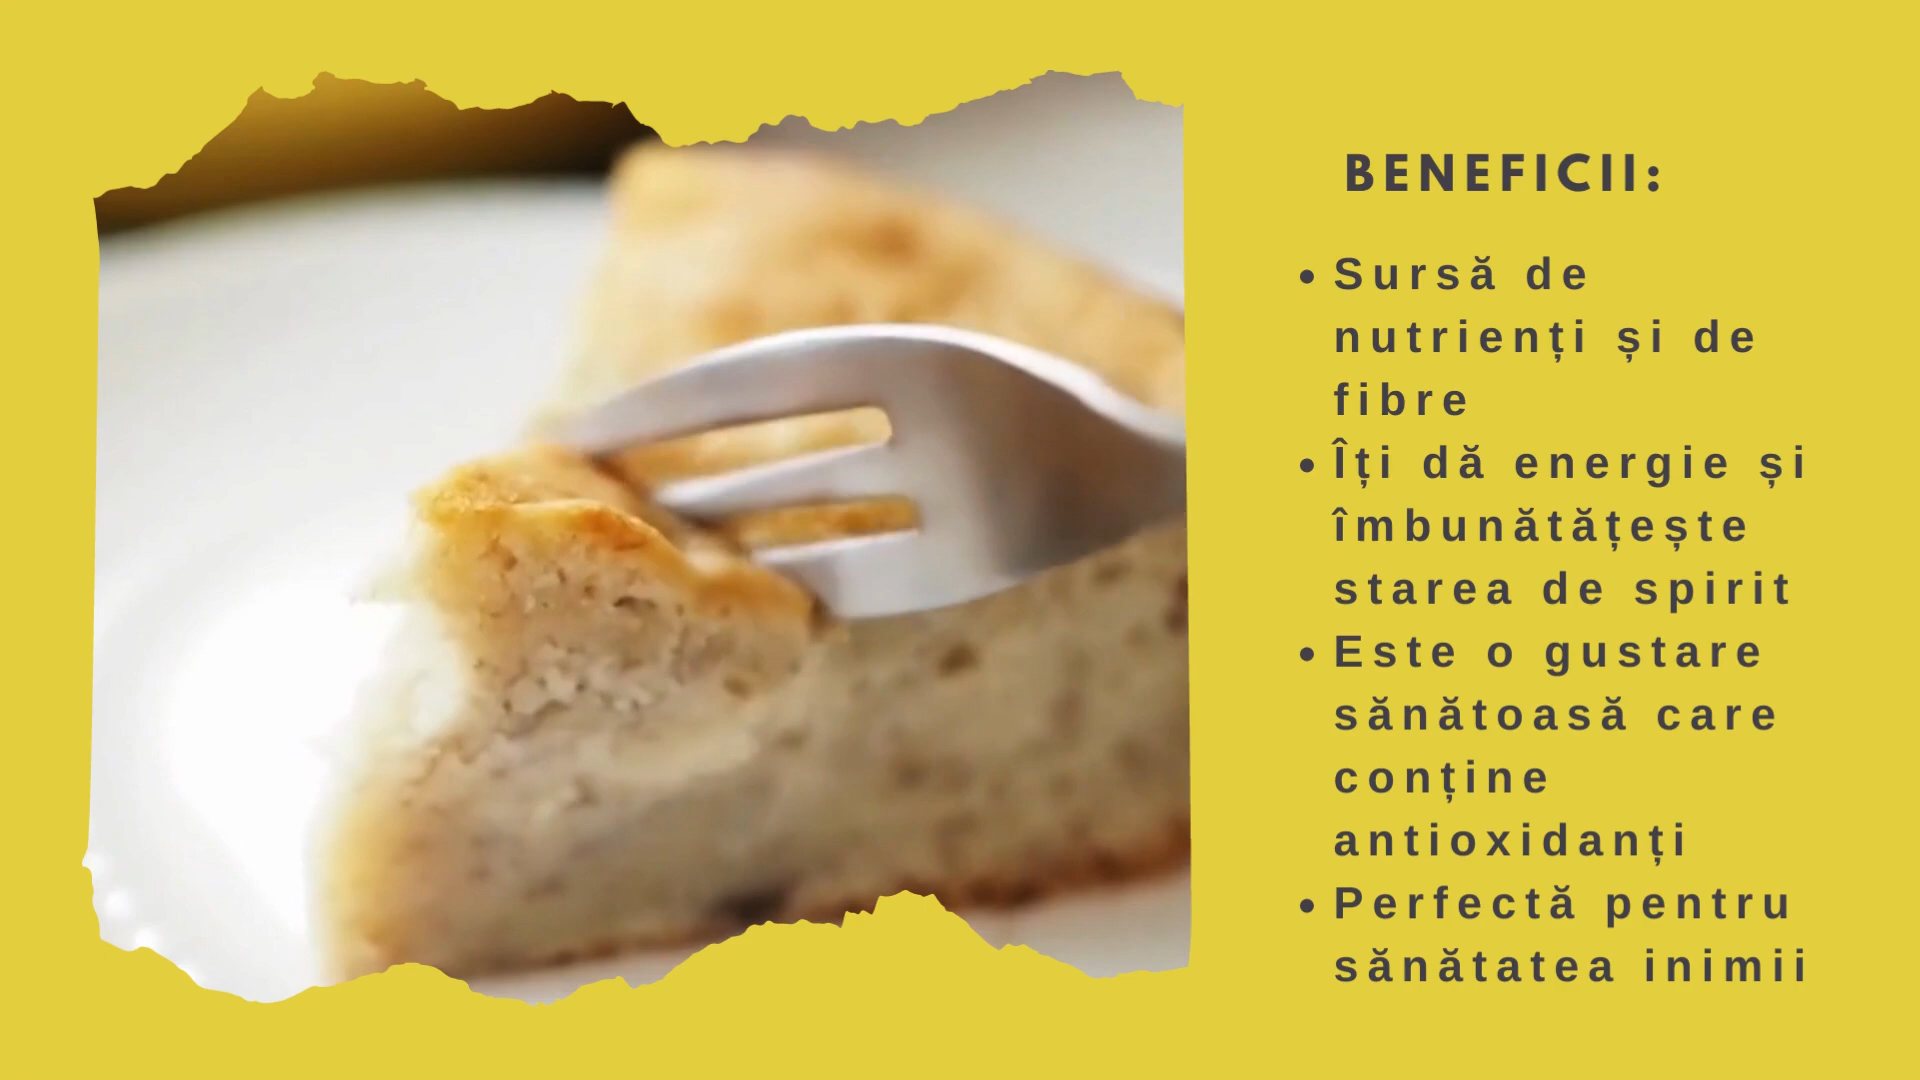 BENEFICII:
• Sursă de
nutrienți și de
fibre
• Îți dă energie și
îmbunătățește
starea de spirit
• Este o gustare
sănătoasă care
conține
antioxidanți
• Perfectă pentru
sănătatea inimii